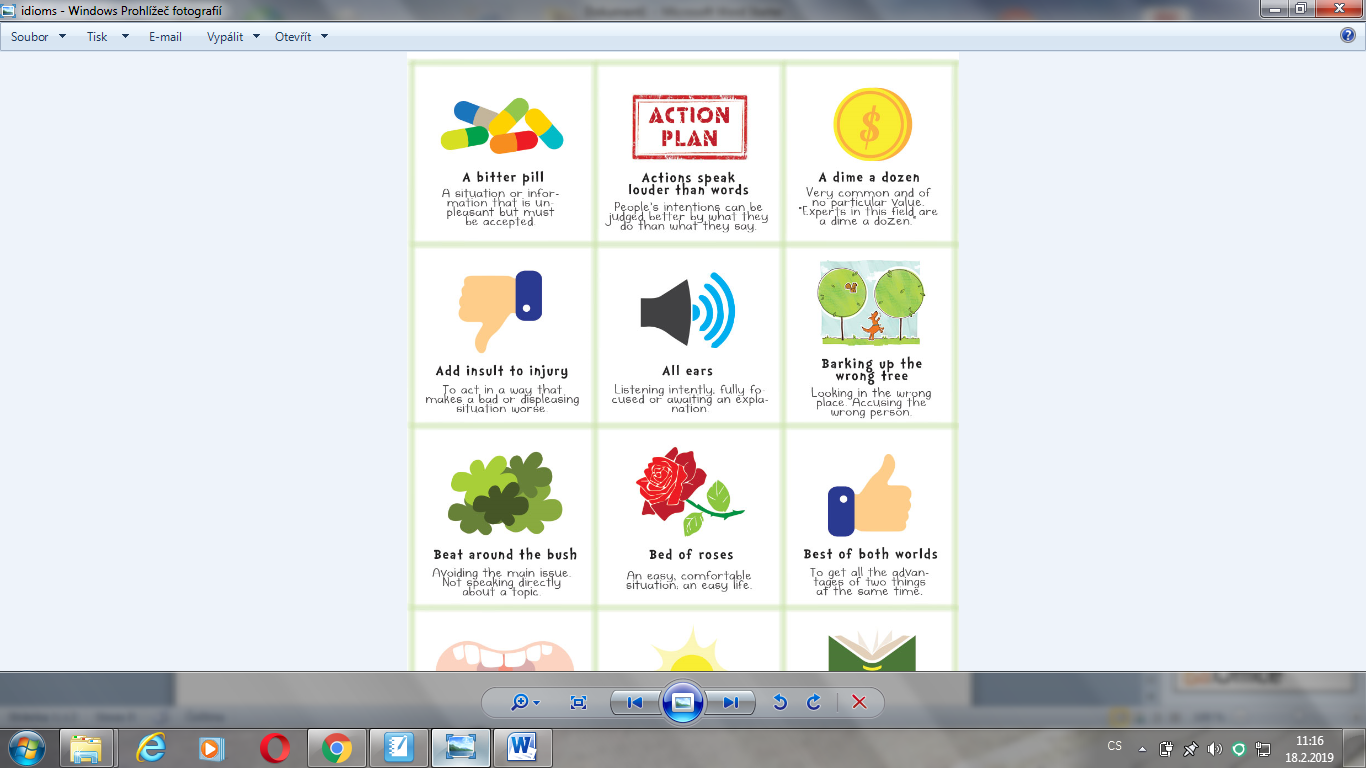 idioms - Windows Prohlížeč fotografií
Soubor Tisk E-mail Vypálit Otevřít
ACTION
PLAN
$
A bitter pill
A situation or infor-
mation that is un-
pleasant but must
be accepted.
Actions speak
louder than words
People's intentions can be
judged better by what they
do than what they say.
A dime a dozen
Very common and of
no particular value.
"Experts in this field are
a dime a dozen."
Add insult to injury
To act in a way that
makes a bad or displeasing
situation worse.
All ears
Listening intently, fully fo-
cused or awaiting an expla-
nation.
Barking up the
wrong tree
Looking in the wrong
place. Accusing the
wrong person.
Beat around the bush
Avoiding the main issue.
Not speaking directly
about a topic.
Bed of roses
An easy, comfortable
situation, an easy life.
Best of both worlds
To get all the advan-
tages of two things
at the same time.
Office
CS
11:16
18.2.2019